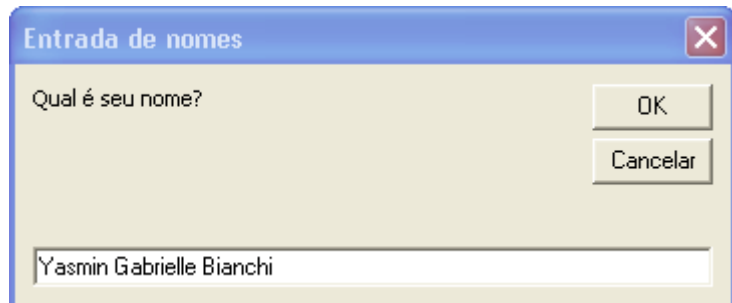 Entrada de nomes
Qual é seu nome?
OK
Cancelar
Yasmin Gabrielle Bianchi